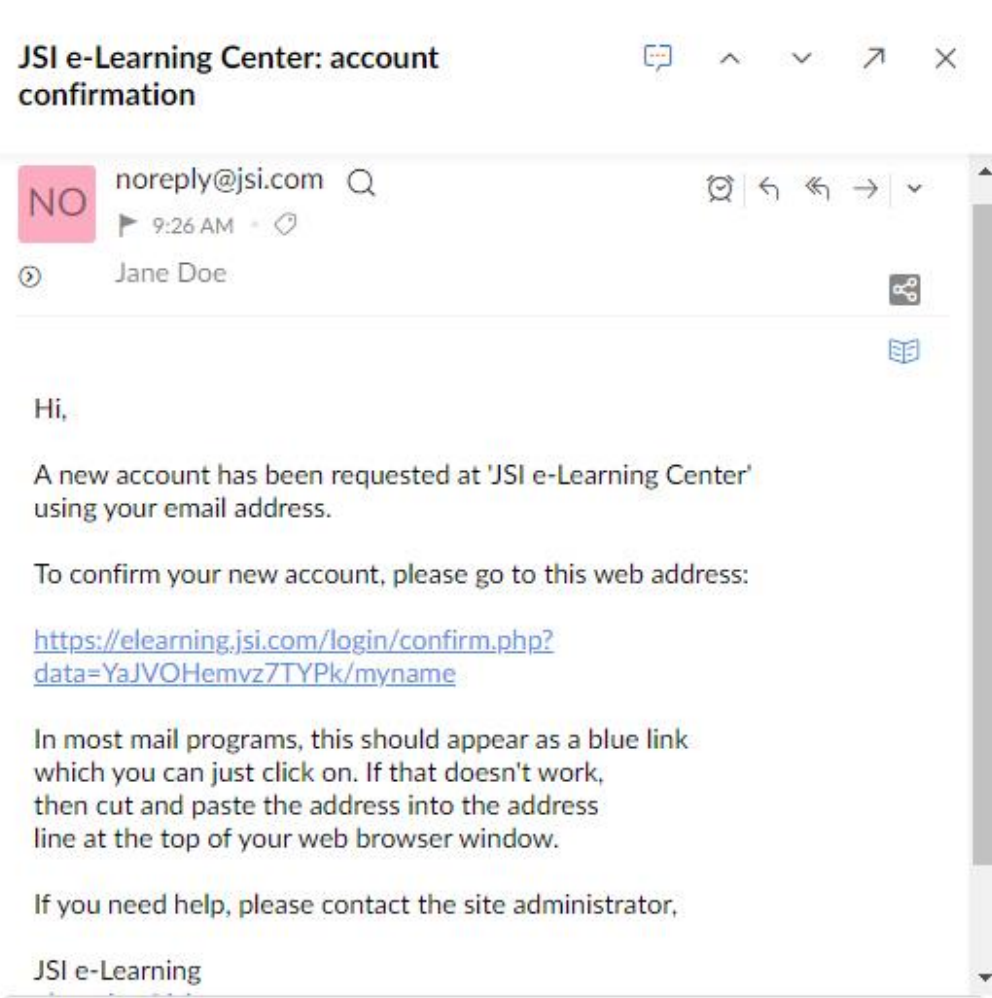 JSI e-Learning Center: account
confirmation
NO
noreply@jsi.com
9:26 AM
Jane Doe
Hi,
A new account has been requested at 'JSI e-Learning Center'
using your email address.
To confirm your new account, please go to this web address:
https://elearning.jsi.com/login/confirm.php?
data=YaJVOHemvz7TYPk/myname
In most mail programs, this should appear as a blue link
which you can just click on. If that doesn't work,
then cut and paste the address into the address
line at the top of your web browser window.
If you need help, please contact the site administrator,
JSI e-Learning